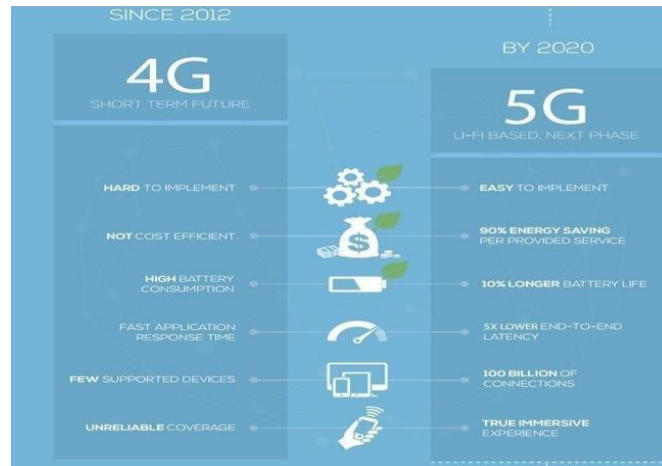 SINCE 2012
4G
SHORT TERM FUTURE
BY 2020
5G
LI-FI BASED, NEXT PHASE
HARD TO IMPLEMENT
EASY TO IMPLEMENT
NOT COST EFFICIENT
$
90% ENERGY SAVING
PER PROVIDED SERVICE
HIGH BATTERY
CONSUMPTION
10% LONGER BATTERY LIFE
FAST APPLICATION
RESPONSE TIME
5X LOWER END-TO-END
LATENCY
FEW SUPPORTED DEVICES
100 BILLION OF
CONNECTIONS
UNRELIABLE COVERAGE
TRUE IMMERSIVE
EXPERIENCE